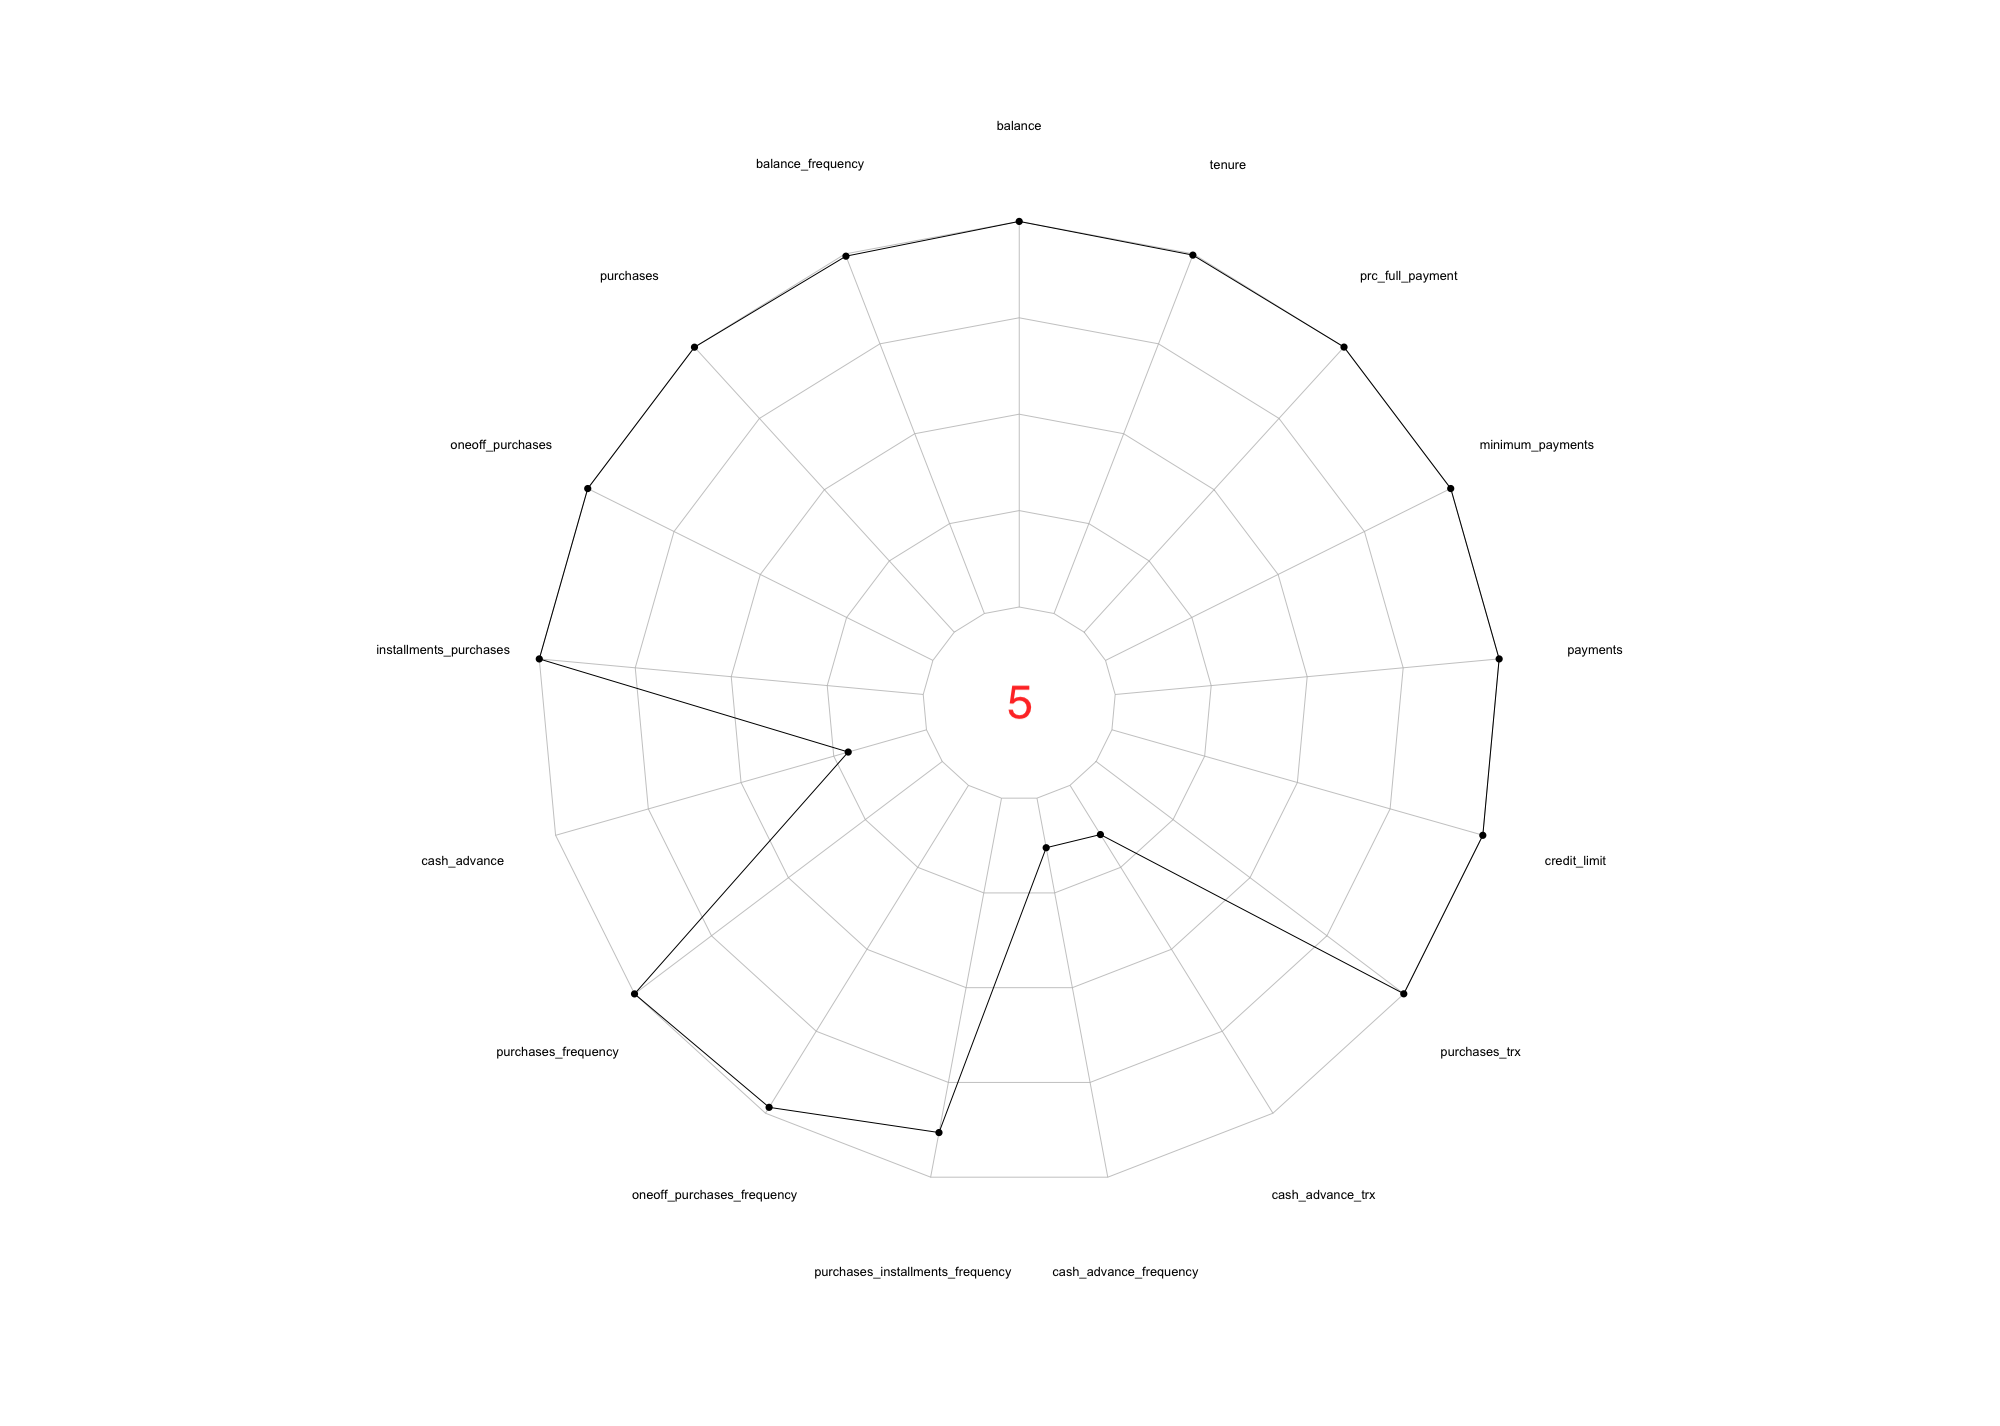 balance
balance_frequency
tenure
purchases
prc_full_payment
oneoff_purchases
minimum_payments
installments_purchases
payments
5
cash_advance
credit_limit
purchases_frequency
purchases_trx
oneoff_purchases_frequency
cash_advance_trx
purchases_installments_frequency
cash_advance_frequency